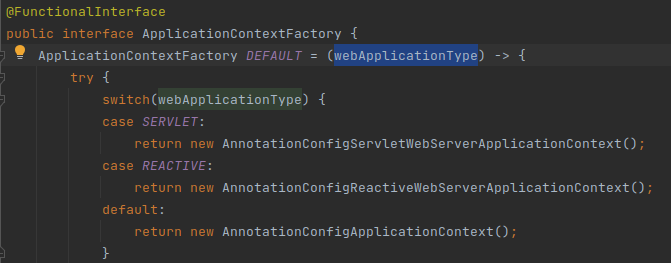 @FunctionalInterface
public interface ApplicationContextFactory {
    ApplicationContextFactory DEFAULT = (webApplicationType) -> {
        try {
            switch(webApplicationType) {
            case SERVLET:
                return new AnnotationConfigServletWebServerApplicationContext();
            case REACTIVE:
                return new AnnotationConfigReactiveWebServerApplicationContext();
            default:
                return new AnnotationConfigApplicationContext();
            }